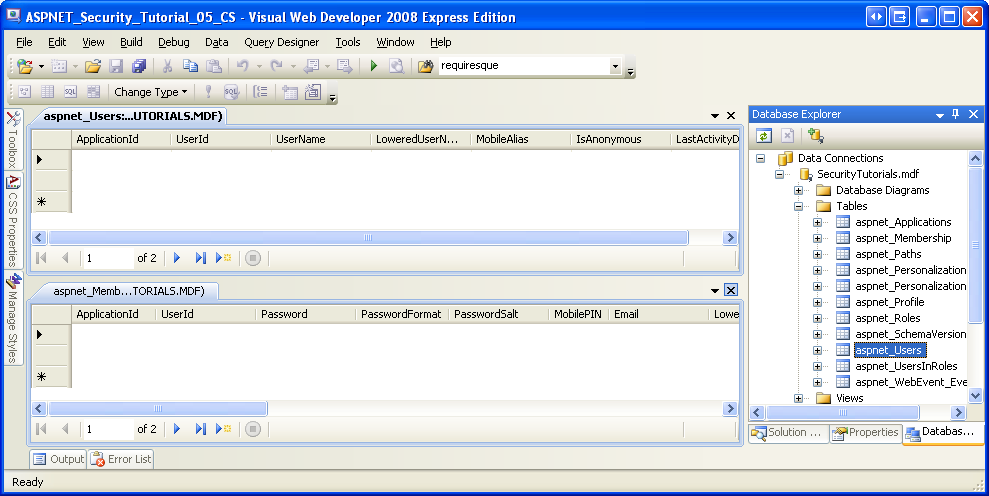 ASPNET_Security_Tutorial_05_CS - Visual Web Developer 2008 Express Edition
File Edit View Build Debug Data Query Designer Tools Window Help
requiresque
SQL Change Type SQL
Toolbox
CSS Properties
Manage Styles
aspnet_Users:...UTORIALS.MDF)
ApplicationId UserId UserName LoweredUserN... MobileAlias IsAnonymous LastActivityD
1 of 2
aspnet_Memb...TORIALS.MDF)
ApplicationId UserId Password PasswordFormat PasswordSalt MobilePIN Email Lowe
1 of 2
Database Explorer
Data Connections
SecurityTutorials.mdf
Database Diagrams
Tables
aspnet_Applications
aspnet_Membership
aspnet_Paths
aspnet_Personalization
aspnet_Personalization
aspnet_Profile
aspnet_Roles
aspnet_SchemaVersion
aspnet_Users
aspnet_UsersInRoles
aspnet_WebEvent_Eve
Views
Solution ... Properties Databas...
Output Error List
Ready